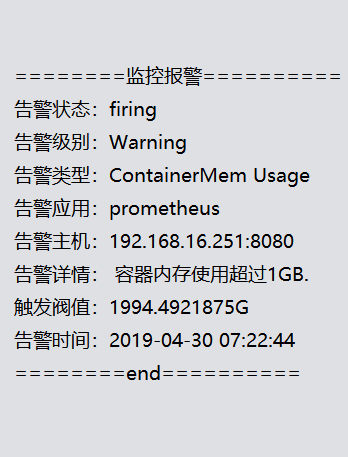 ========监控报警==========
告警状态：firing
告警级别：Warning
告警类型：ContainerMem Usage
告警应用：prometheus
告警主机：192.168.16.251:8080
告警详情： 容器内存使用超过1GB.
触发阀值：1994.4921875G
告警时间：2019-04-30 07:22:44
========end==========